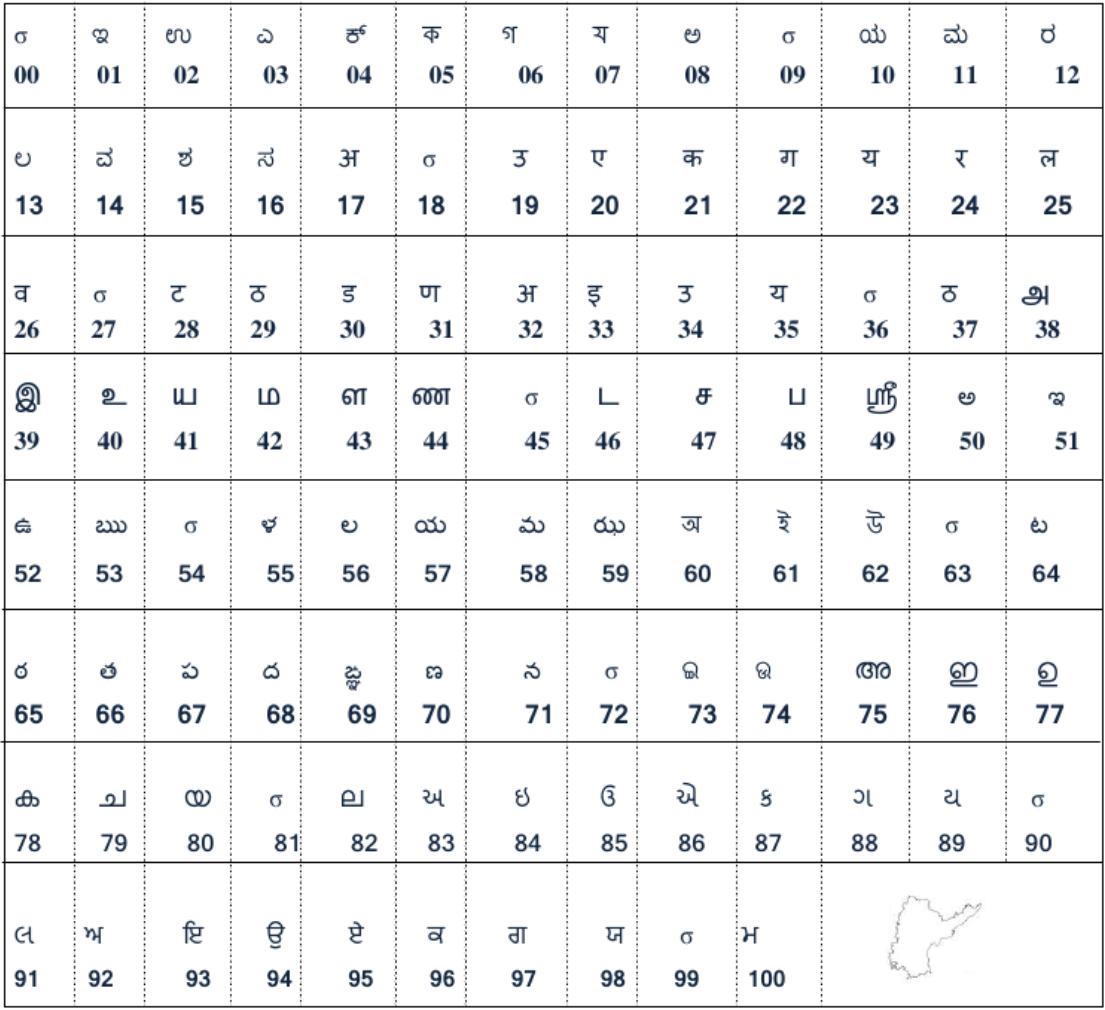 σ ಇ ಉ ಎ ಕ್ क ગ य ಅ σ ಯ ಮ ರ
00 01 02 03 04 05 06 07 08 09 10 11 12
ಲ ವ ಶ ಸ अ σ उ ए क ग य र ल
13 14 15 16 17 18 19 20 21 22 23 24 25
व σ ट ठ ड ण अ इ उ य σ ठ அ
26 27 28 29 30 31 32 33 34 35 36 37 38
இ உ ய ம ள ண σ ட ச ப ஸ்ரீ అ ఇ
39 40 41 42 43 44 45 46 47 48 49 50 51
ఉ ఋ σ ళ ల య మ ఝ অ ই উ σ ట
52 53 54 55 56 57 58 59 60 61 62 63 64
ఠ త ప ద ఙ్ఞ ణ న σ ଇ ଉ അ ഇ ഉ
65 66 67 68 69 70 71 72 73 74 75 76 77
ക ച യ σ ല અ ઇ ઉ એ ક ગ ય σ
78 79 80 81 82 83 84 85 86 87 88 89 90
લ ਅ ਇ ਉ ਏ ਕ ਗ ਯ σ ਮ
91 92 93 94 95 96 97 98 99 100